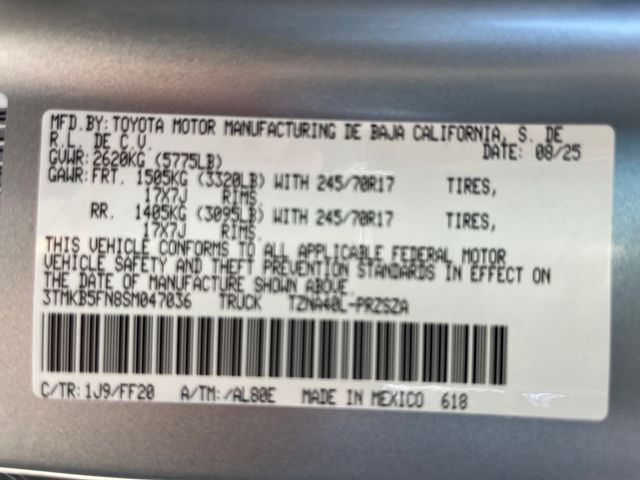 MFD.BY: TOYOTA MOTOR MANUFACTURING DE BAJA CALIFORNIA, S. DE
R.L. DE C.V. DATE: 08/25
GVWR: 2620KG (5775LB)
GAWR: FRT. 1505KG (3320LB) WITH 245/70R17 TIRES,
17X7J RIMS,
RR. 1405KG (3095LB) WITH 245/70R17 TIRES,
17X7J RIMS
THIS VEHICLE CONFORMS TO ALL APPLICABLE FEDERAL MOTOR
VEHICLE SAFETY AND THEFT PREVENTION STANDARDS IN EFFECT ON
THE DATE OF MANUFACTURE SHOWN ABOVE.
3TMKB5FN8SM047036 TRUCK TZNA40L-PRZSZA
C/TR: 1J9/FF20 A/TM: /AL80E MADE IN MEXICO 618